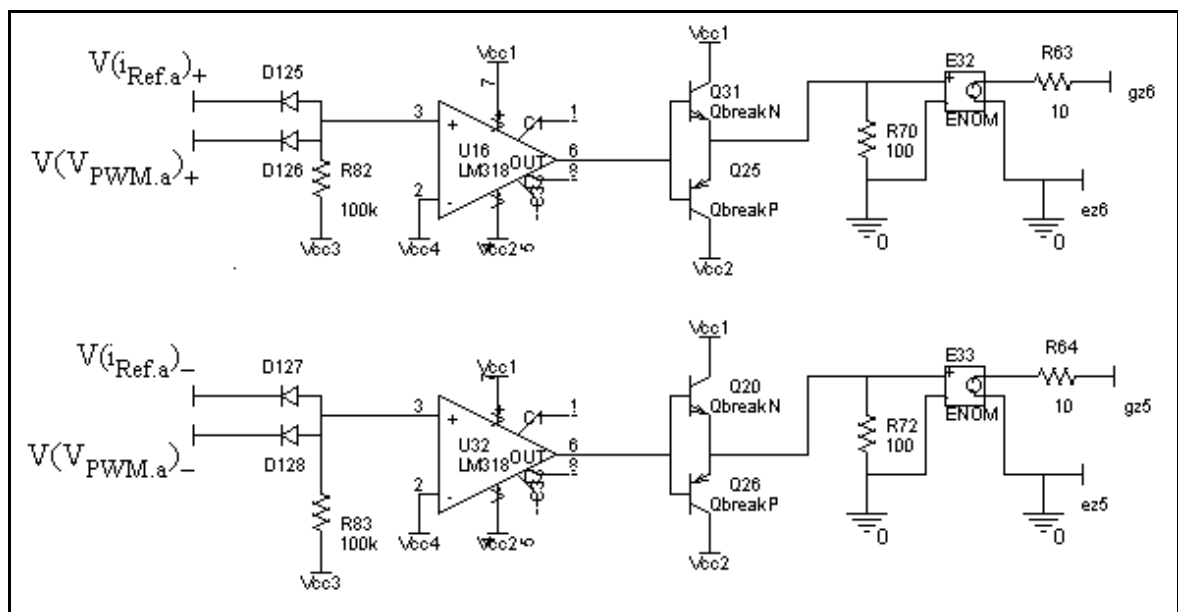 Vcc1
Vcc1
V(iRef.a)+
D125
7
3
+
1
Q31
QbreakN
E32
+
-
ENOM
R63
10
gz6
V(VPWM.a)+
D126
R82
100k
Vcc3
U16
LM318
OUT
6
8
2
-
Vcc4
Vcc2
5
Q25
QbreakP
Vcc2
R70
100
0
0
ez6
Vcc1
Vcc1
V(iRef.a)-
D127
3
+
1
Q20
QbreakN
E33
+
-
ENOM
R64
10
gz5
V(VPWM.a)-
D128
R83
100k
Vcc3
U32
LM318
OUT
6
8
2
-
Vcc4
Vcc2
5
Q26
QbreakP
Vcc2
R72
100
0
0
ez5